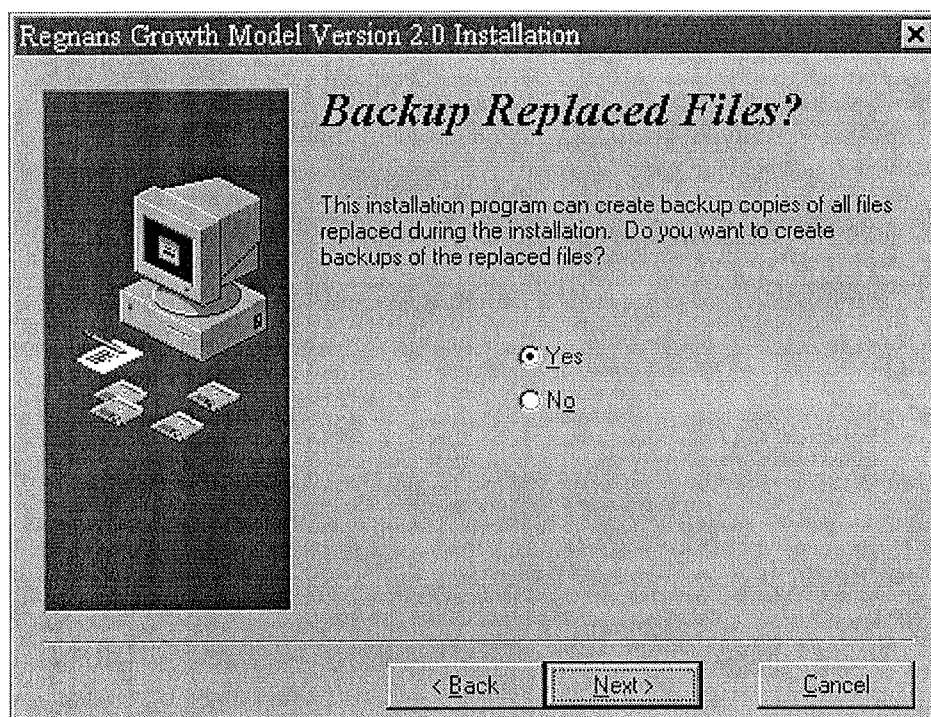 Regnans Growth Model Version 2.0 Installation
Backup Replaced Files?
This installation program can create backup copies of all files
replaced during the installation.  Do you want to create
backups of the replaced files?
Yes
No
< Back
Next >
Cancel